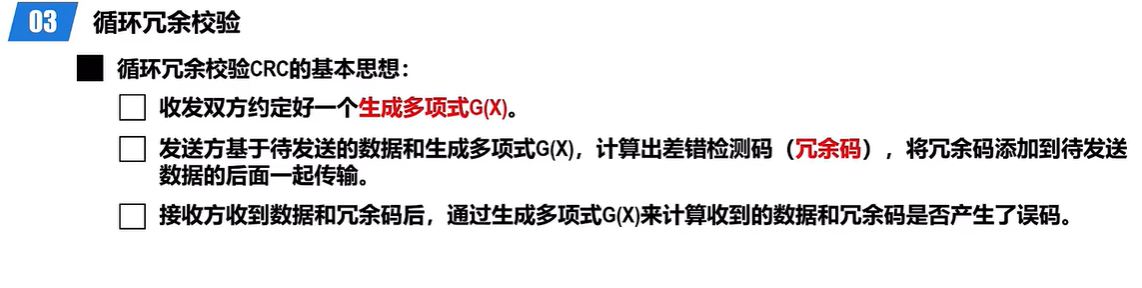 03 循环冗余校验
循环冗余校验CRC的基本思想：
收发双方约定好一个生成多项式G(X)。
发送方基于待发送的数据和生成多项式G(X)，计算出差错检测码（冗余码），将冗余码添加到待发送
数据的后面一起传输。
接收方收到数据和冗余码后，通过生成多项式G(X)来计算收到的数据和冗余码是否产生了误码。